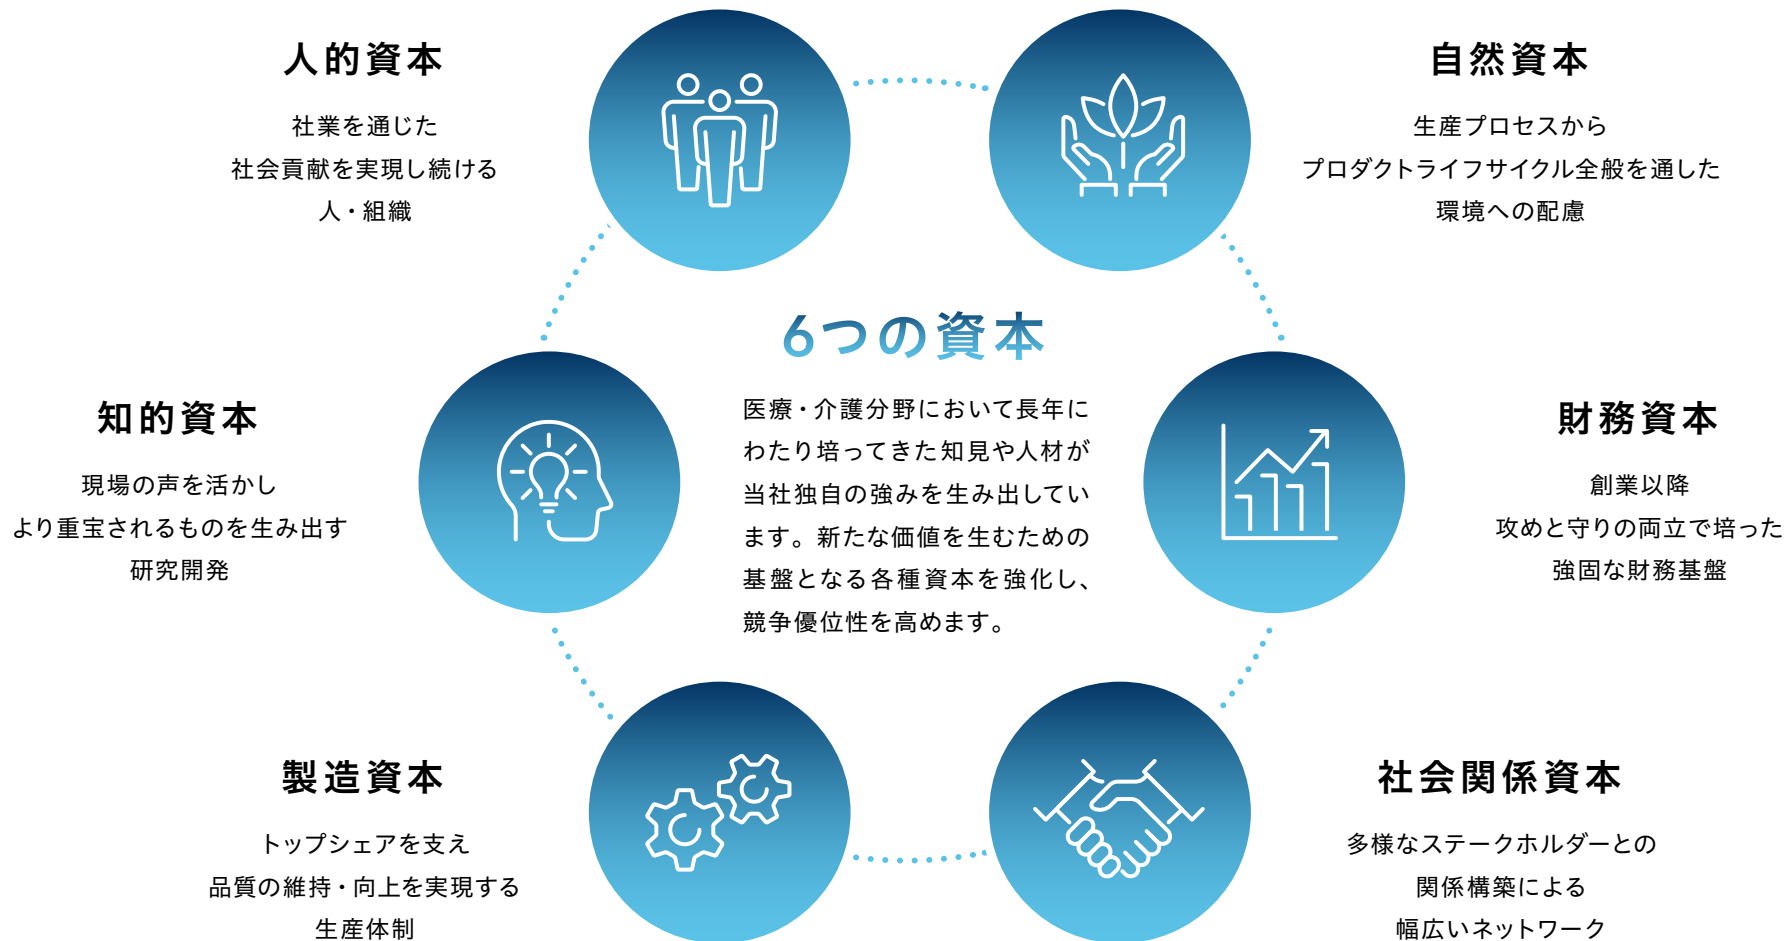 人的資本
社業を通じた
社会貢献を実現し続ける
人・組織
自然資本
生産プロセスから
プロダクトライフサイクル全般を通した
環境への配慮
6つの資本
医療・介護分野において長年に
わたり培ってきた知見や人材が
当社独自の強みを生み出してい
ます。新たな価値を生むための
基盤となる各種資本を強化し、
競争優位性を高めます。
知的資本
現場の声を活かし
より重宝されるものを生み出す
研究開発
財務資本
創業以降
攻めと守りの両立で培った
強固な財務基盤
製造資本
トップシェアを支え
品質の維持・向上を実現する
生産体制
社会関係資本
多様なステークホルダーとの
関係構築による
幅広いネットワーク